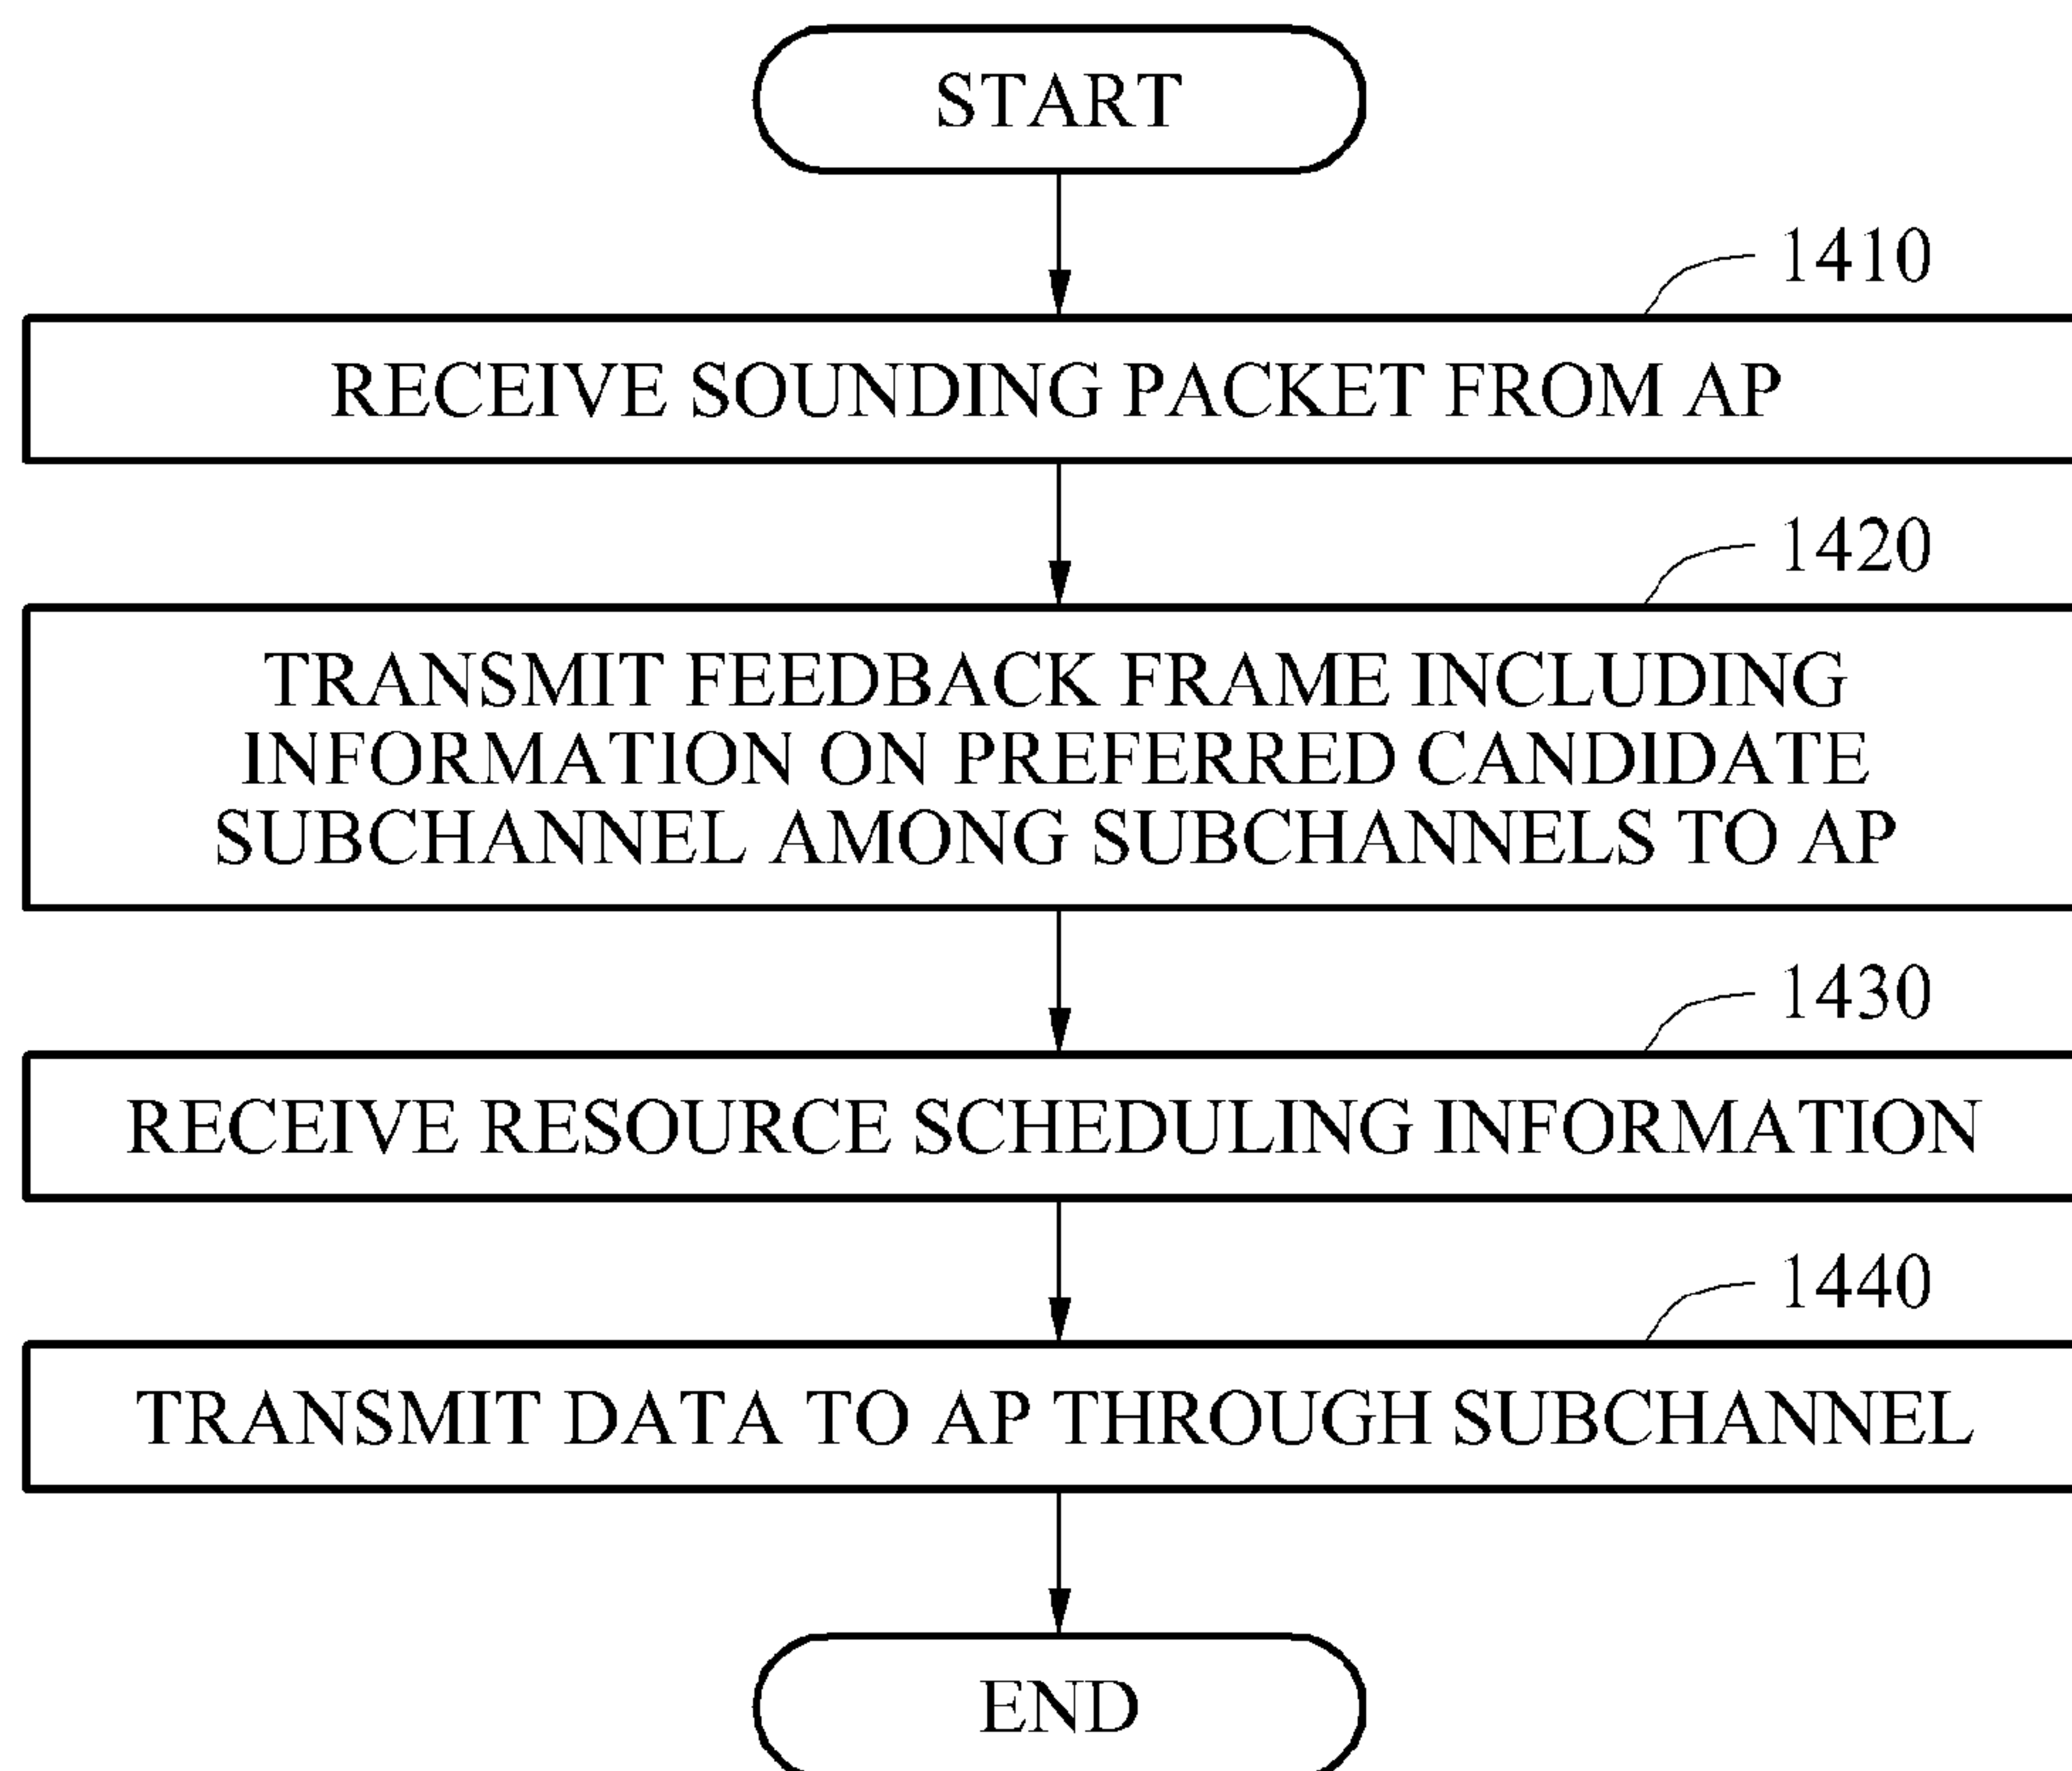 START
1410
RECEIVE SOUNDING PACKET FROM AP
1420
TRANSMIT FEEDBACK FRAME INCLUDING
INFORMATION ON PREFERRED CANDIDATE
SUBCHANNEL AMONG SUBCHANNELS TO AP
1430
RECEIVE RESOURCE SCHEDULING INFORMATION
1440
TRANSMIT DATA TO AP THROUGH SUBCHANNEL
END